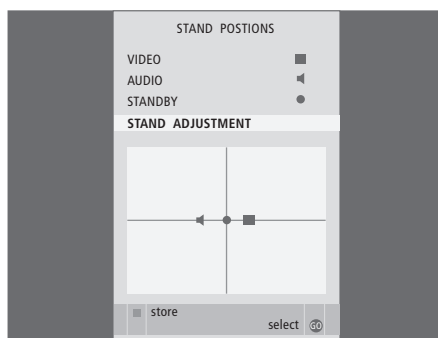 STAND POSTIONS
VIDEO
AUDIO
STANDBY
STAND ADJUSTMENT
store
select GO